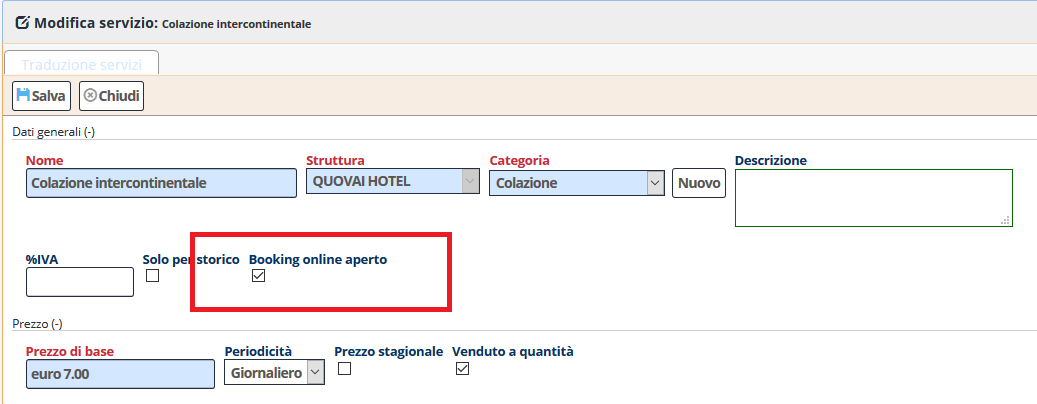 Modifica servizio: Colazione intercontinentale
Traduzione servizi
Salva Chiudi
Dati generali (-)
Nome Struttura Categoria Descrizione
Colazione intercontinentale QUOVAI HOTEL Colazione Nuovo
%IVA Solo per storico Booking online aperto
Prezzo (-)
Prezzo di base Periodicità Prezzo stagionale Venduto a quantità
euro 7.00 Giornaliero